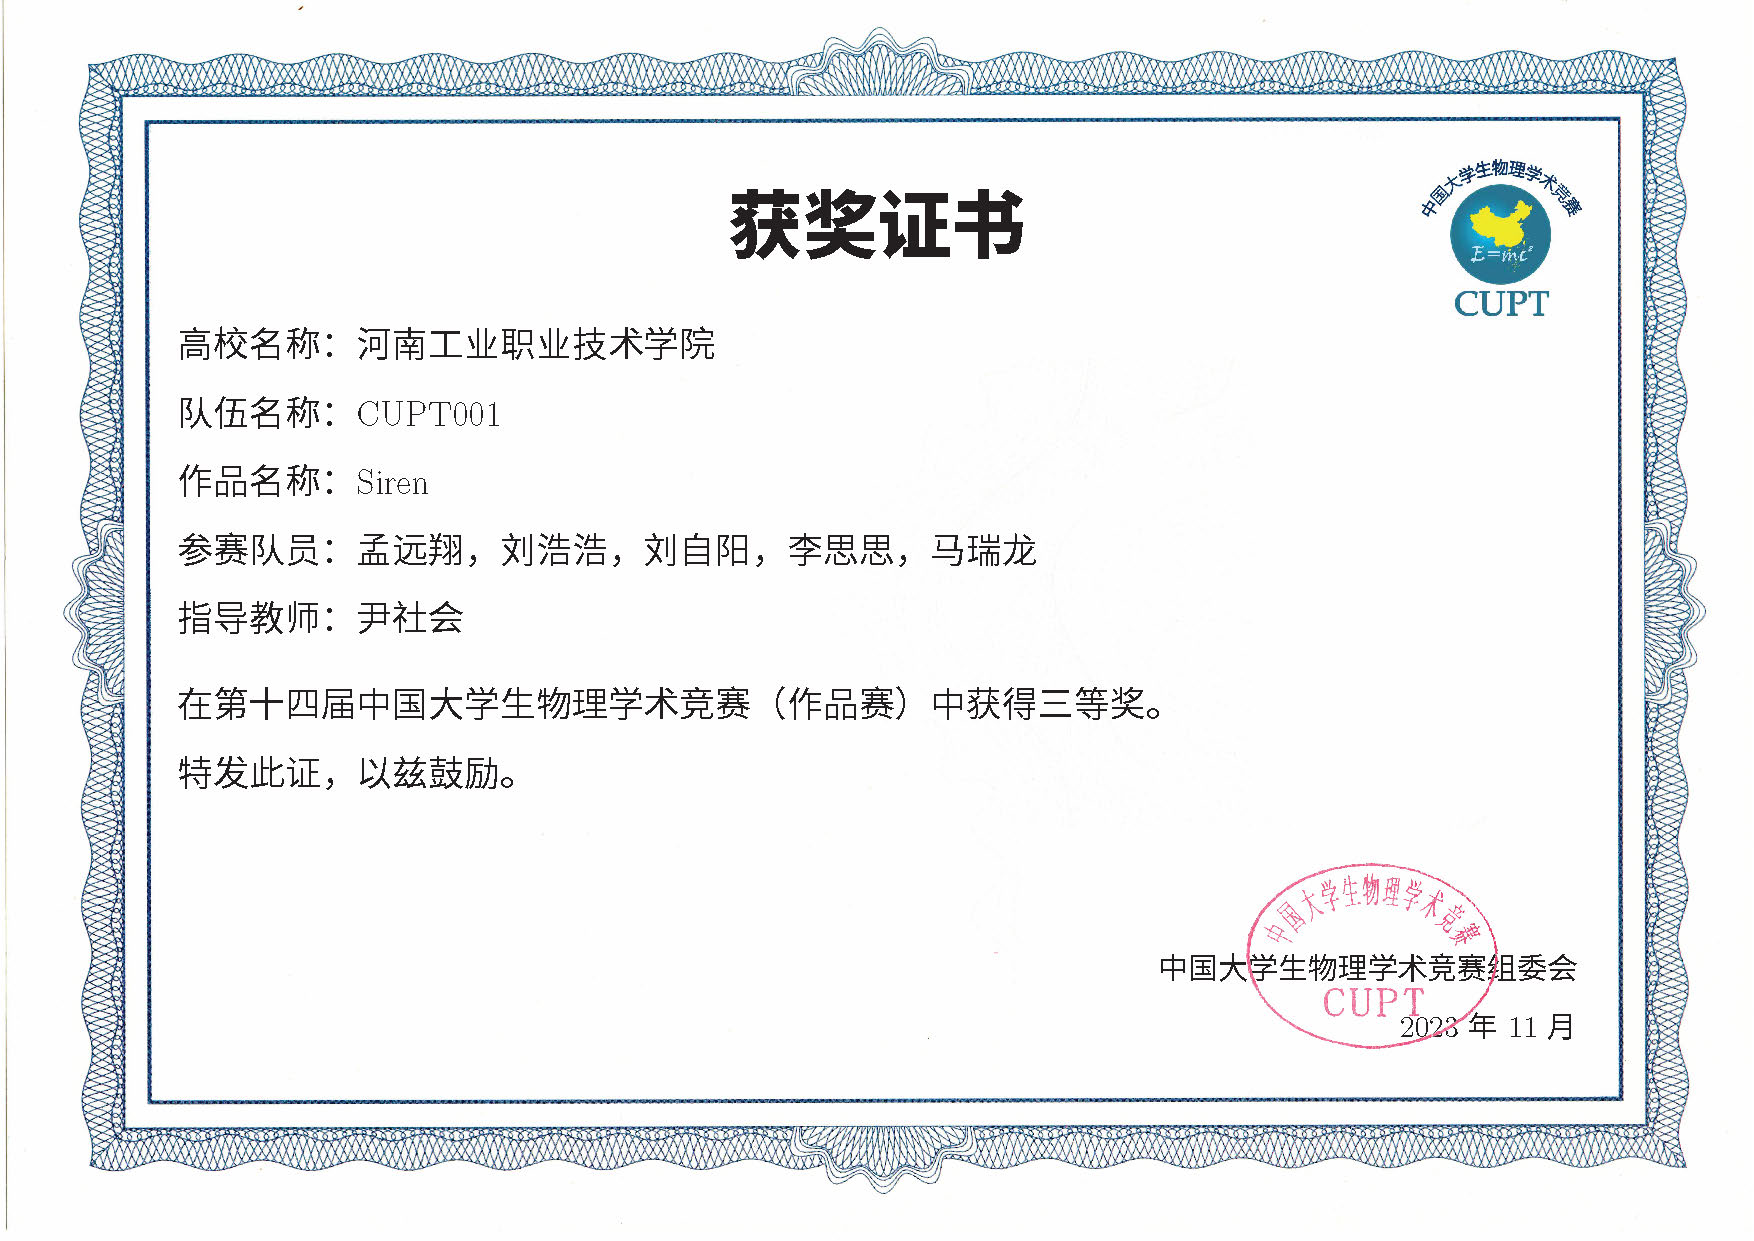 获奖证书
中国大学生物理学术竞赛
E=mc²
CUPT
高校名称：河南工业职业技术学院
队伍名称：CUPT001
作品名称：Siren
参赛队员：孟远翔，刘浩浩，刘自阳，李思思，马瑞龙
指导教师：尹社会
在第十四届中国大学生物理学术竞赛（作品赛）中获得三等奖。
特发此证，以兹鼓励。
中国大学生物理学术竞赛
中国大学生物理学术竞赛组委会
CUPT
2023 年 11 月